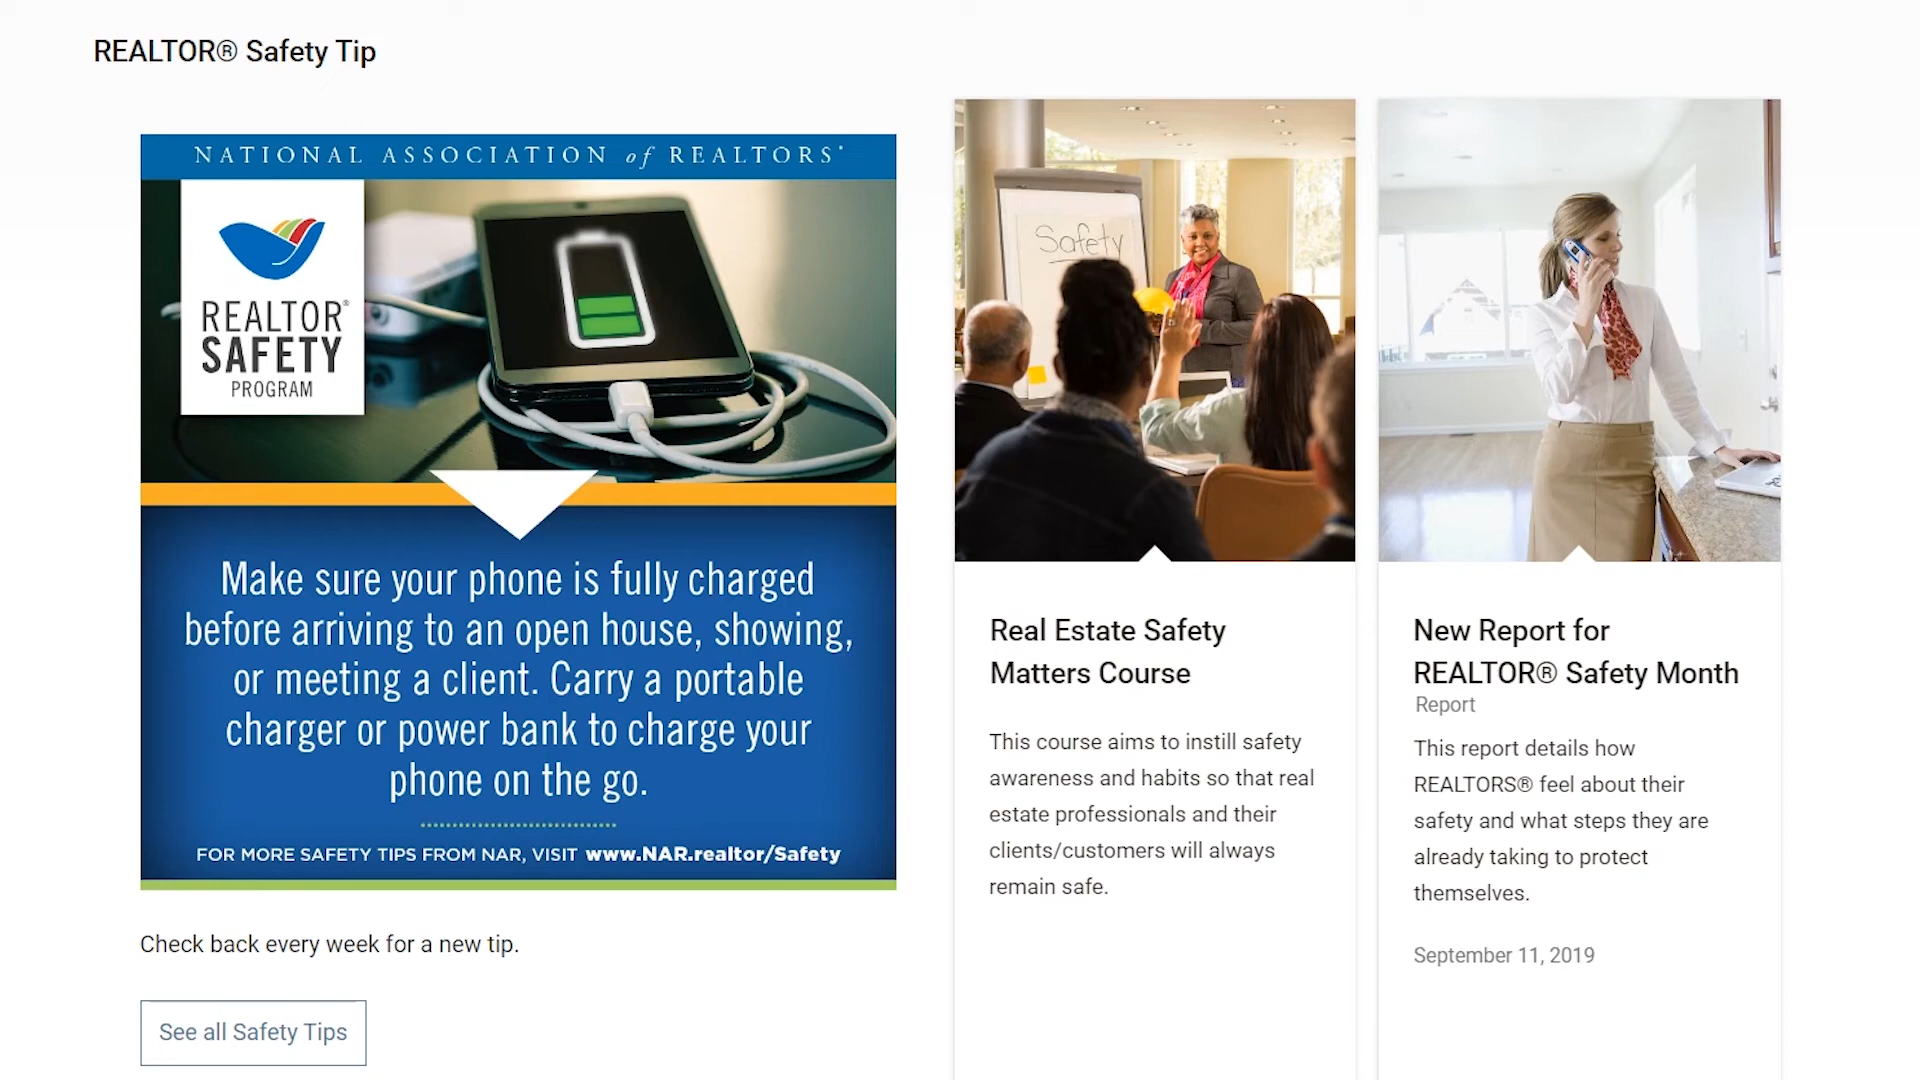 REALTOR® Safety Tip
NATIONAL ASSOCIATION of REALTORS®
REALTOR®
SAFETY
PROGRAM
Make sure your phone is fully charged
before arriving to an open house, showing,
or meeting a client. Carry a portable
charger or power bank to charge your
phone on the go.
FOR MORE SAFETY TIPS FROM NAR, VISIT www.NAR.realtor/Safety
Check back every week for a new tip.
See all Safety Tips
Safety
Real Estate Safety
Matters Course
This course aims to instill safety
awareness and habits so that real
estate professionals and their
clients/customers will always
remain safe.
New Report for
REALTOR® Safety Month
Report
This report details how
REALTORS® feel about their
safety and what steps they are
already taking to protect
themselves.
September 11, 2019